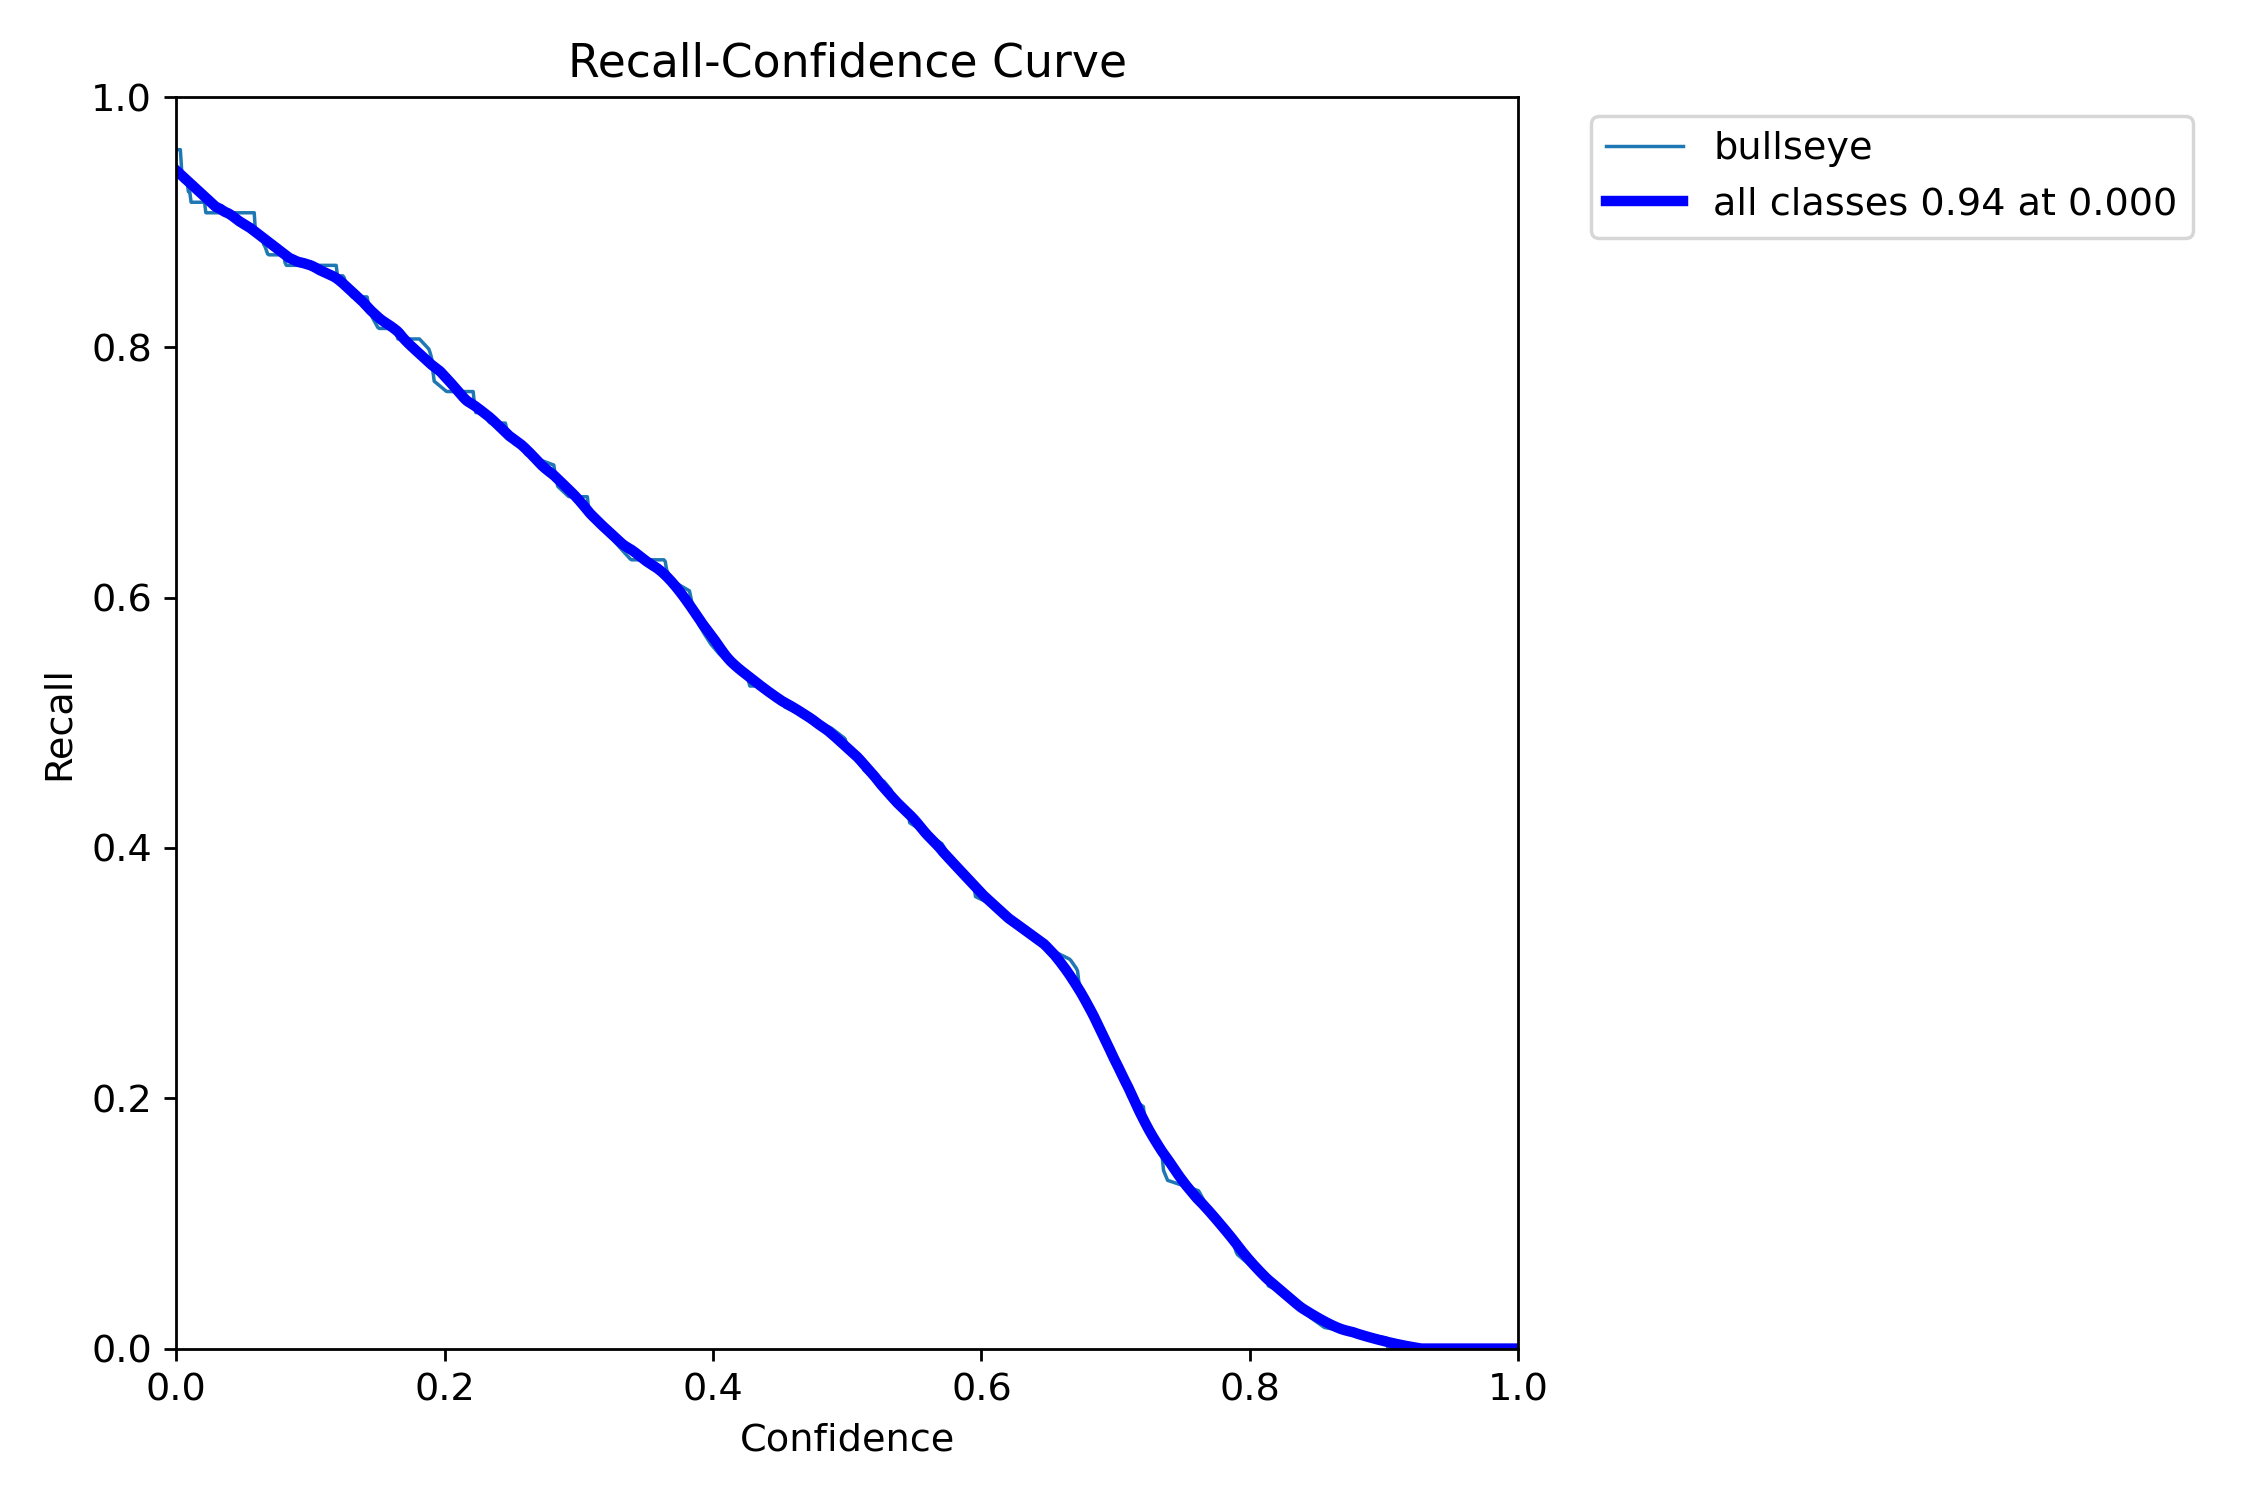 Recall-Confidence Curve
1.0
0.8
0.6
0.4
0.2
0.0
Recall
0.0 0.2 0.4 0.6 0.8 1.0
Confidence
bullseye
all classes 0.94 at 0.000